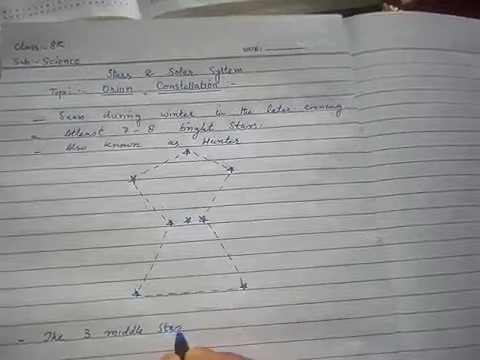 Class:- 8th
DATE:
Sub:- Science
Stars & Solar System
Topic:- Orian Constellation :-
- Seen during winter in the later evening
- Atleast 7-8 bright Stars.
- Also known as Hunter
- The 3 middle Star